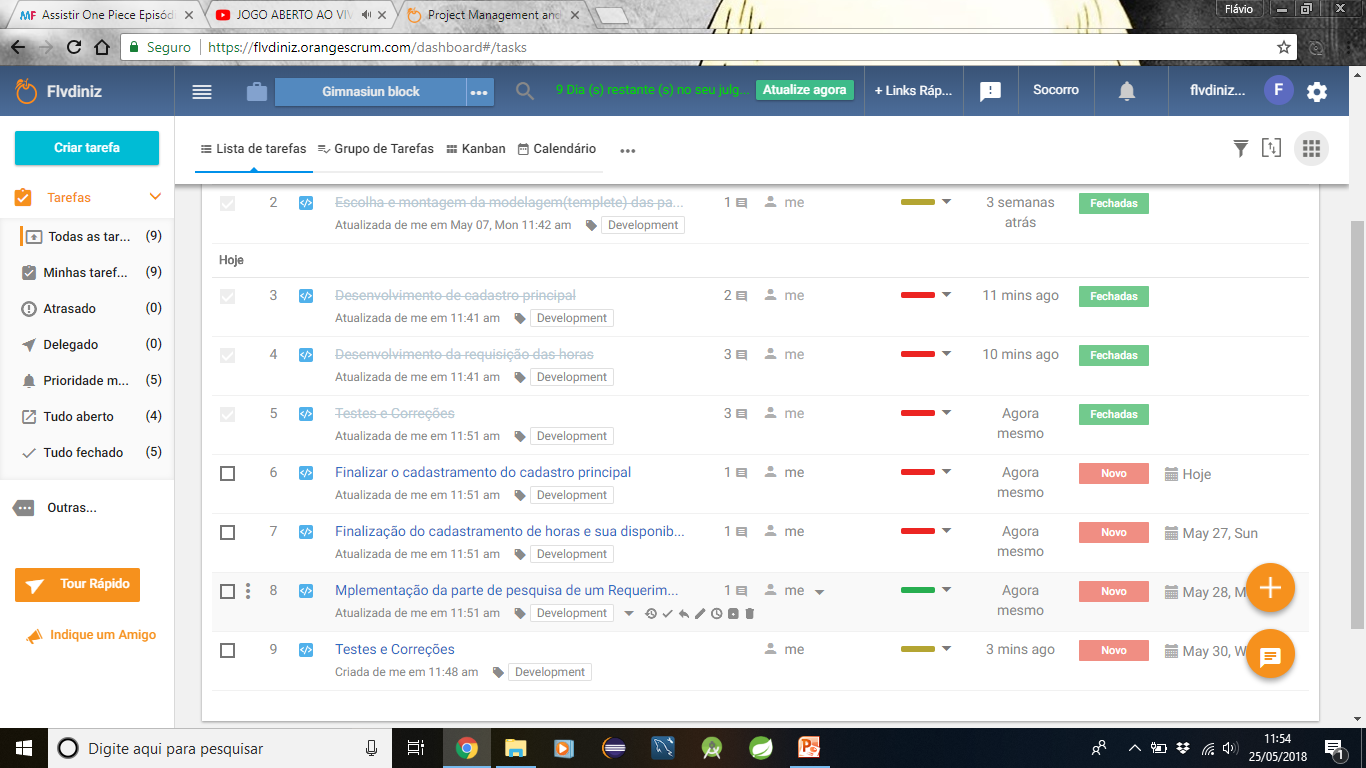 Assistir One Piece Episód
JOGO ABERTO AO VIV
Project Management and
Flávio
Seguro
https://flvdiniz.orangescrum.com/dashboard#/tasks
Flvdiniz
Gimnasiun block
9 Dia (s) restante (s) no seu julg...
Atualize agora
+ Links Ráp...
Socorro
flvdiniz...
F
Criar tarefa
Lista de tarefas
Grupo de Tarefas
Kanban
Calendário
Tarefas
Todas as tar... (9)
Minhas taref... (9)
Atrasado (0)
Delegado (0)
Prioridade m... (5)
Tudo aberto (4)
Tudo fechado (5)
Outras...
Tour Rápido
Indique um Amigo
2 Escolha e montagem da modelagem(templete) das pa... 1 me 3 semanas atrás Fechadas
Atualizada de me em May 07, Mon 11:42 am Development
Hoje
3 Desenvolvimento de cadastro principal 2 me 11 mins ago Fechadas
Atualizada de me em 11:41 am Development
4 Desenvolvimento da requisição das horas 3 me 10 mins ago Fechadas
Atualizada de me em 11:41 am Development
5 Testes e Correções 3 me Agora mesmo Fechadas
Atualizada de me em 11:51 am Development
6 Finalizar o cadastramento do cadastro principal 1 me Agora mesmo Novo Hoje
Atualizada de me em 11:51 am Development
7 Finalização do cadastramento de horas e sua disponib... 1 me Agora mesmo Novo May 27, Sun
Atualizada de me em 11:51 am Development
8 Mplementação da parte de pesquisa de um Requerim... 1 me Agora mesmo Novo May 28, M
Atualizada de me em 11:51 am Development
9 Testes e Correções me 3 mins ago Novo May 30, W
Criada de me em 11:48 am Development
Digite aqui para pesquisar
11:54
25/05/2018
1